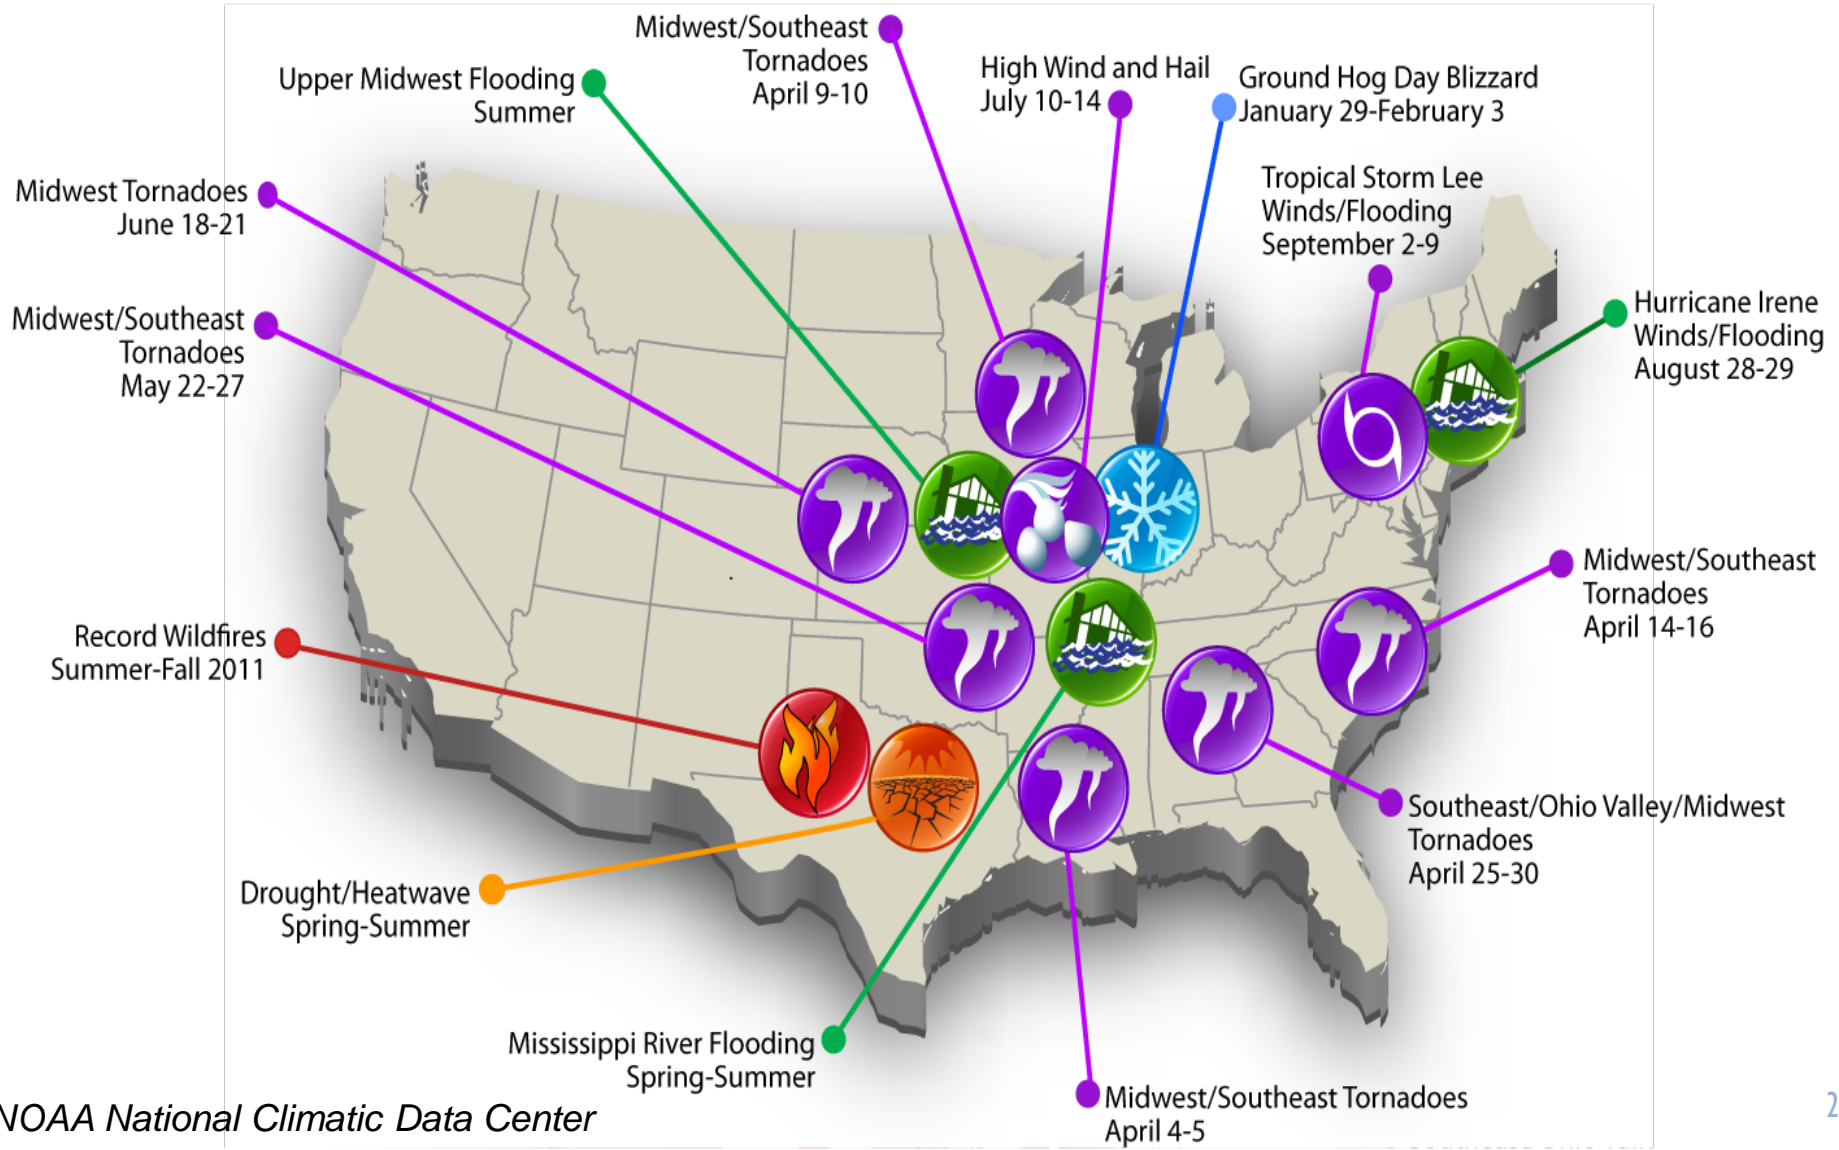 Midwest/Southeast
Tornadoes
April 9-10
High Wind and Hail
July 10-14
Ground Hog Day Blizzard
January 29-February 3
Upper Midwest Flooding
Summer
Tropical Storm Lee
Winds/Flooding
September 2-9
Midwest Tornadoes
June 18-21
Hurricane Irene
Winds/Flooding
August 28-29
Midwest/Southeast
Tornadoes
May 22-27
Midwest/Southeast
Tornadoes
April 14-16
Record Wildfires
Summer-Fall 2011
Southeast/Ohio Valley/Midwest
Tornadoes
April 25-30
Drought/Heatwave
Spring-Summer
Mississippi River Flooding
Spring-Summer
Midwest/Southeast Tornadoes
April 4-5
NOAA National Climatic Data Center
2